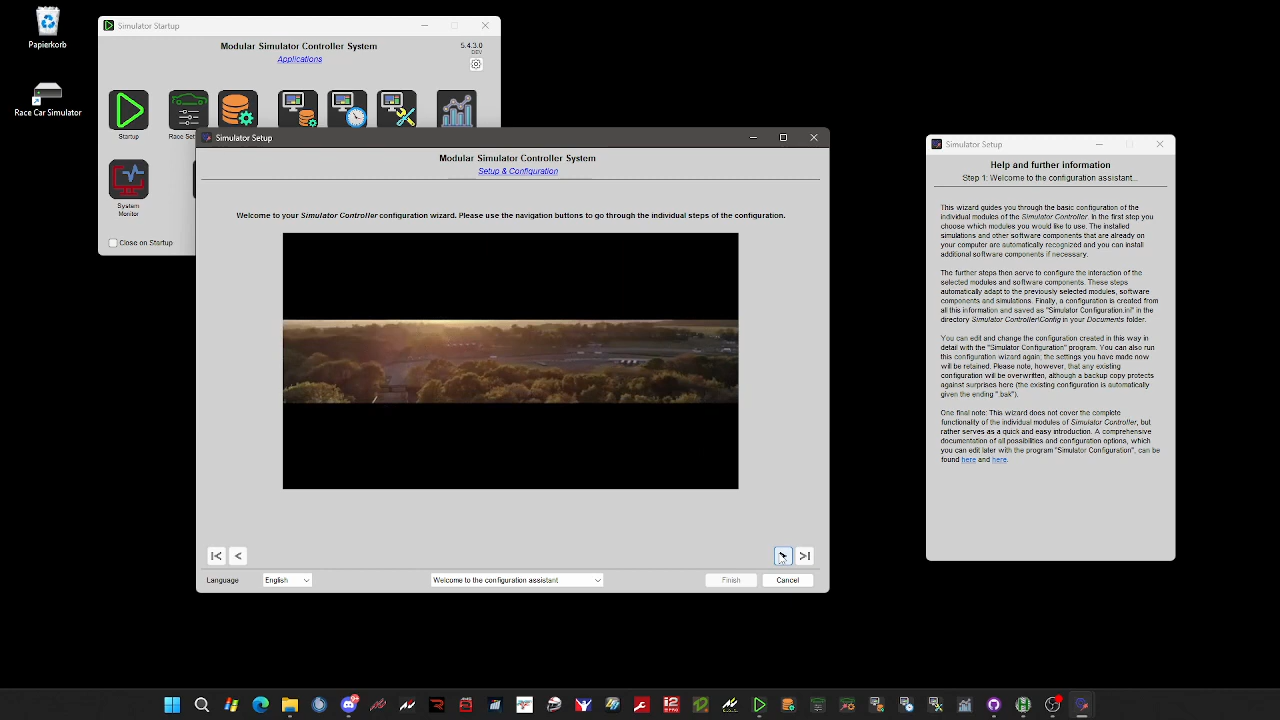 Papierkorb
Race Car Simulator
Simulator Startup
Modular Simulator Controller System
Applications
5.4.3.0
DEV
Startup
Race Set
System
Monitor
Close on Startup
Simulator Setup
Modular Simulator Controller System
Setup & Configuration
Welcome to your Simulator Controller configuration wizard. Please use the navigation buttons to go through the individual steps of the configuration.
Language
English
Welcome to the configuration assistant
Finish
Cancel
Simulator Setup
Help and further information
Step 1: Welcome to the configuration assistant...
This wizard guides you through the basic configuration of the
individual modules of the Simulator Controller. In the first step you
choose which modules you would like to use. The installed
simulations and other software components that are already on
your computer are automatically recognized and you can install
additional software components if necessary.
The further steps then serve to configure the interaction of the
selected modules and software components. These steps
automatically adapt to the previously selected modules, software
components and simulations. Finally, a configuration is created from
all this information and saved as "Simulator Configuration.ini" in the
directory Simulator Controller\Config in your Documents folder.
You can edit and change the configuration created in this way in
detail with the "Simulator Configuration" program. You can also run
this configuration wizard again; the settings you have made now
will be retained. Please note, however, that any existing
configuration will be overwritten, although a backup copy protects
against surprises here (the existing configuration is automatically
given the ending ".bak").
One final note: This wizard does not cover the complete
functionality of the individual modules of Simulator Controller, but
rather serves as a quick and easy introduction. A comprehensive
documentation of all possibilities and configuration options, which
you can edit later with the program "Simulator Configuration", can be
found here and here.